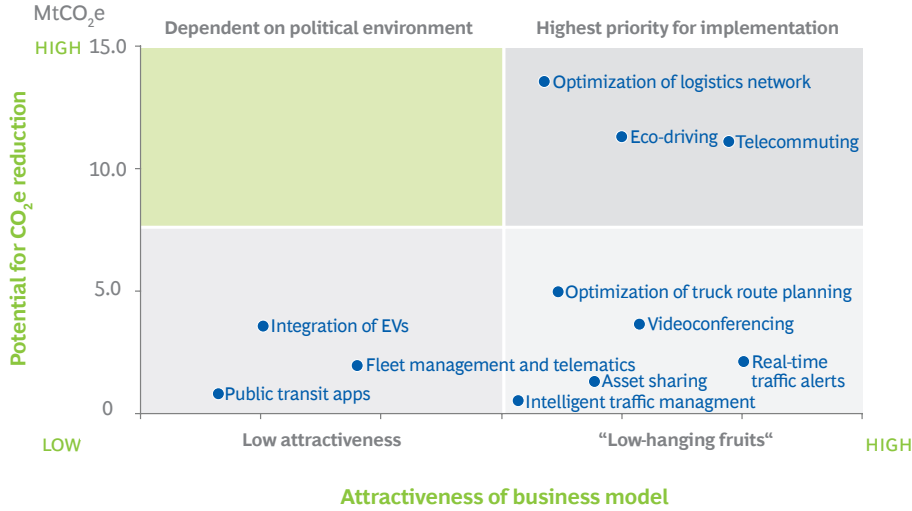 MtCO₂e
Dependent on political environment
Highest priority for implementation
HIGH
15.0
Optimization of logistics network
Eco-driving
Telecommuting
10.0
Potential for CO₂e reduction
5.0
Optimization of truck route planning
Integration of EVs
Videoconferencing
Fleet management and telematics
Real-time
traffic alerts
Asset sharing
Public transit apps
Intelligent traffic managment
0
LOW
Low attractiveness
“Low-hanging fruits“
HIGH
Attractiveness of business model